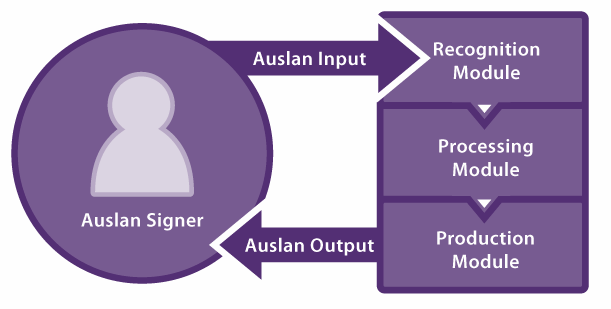 Auslan Input
Recognition
Module
Processing
Module
Auslan Signer
Auslan Output
Production
Module